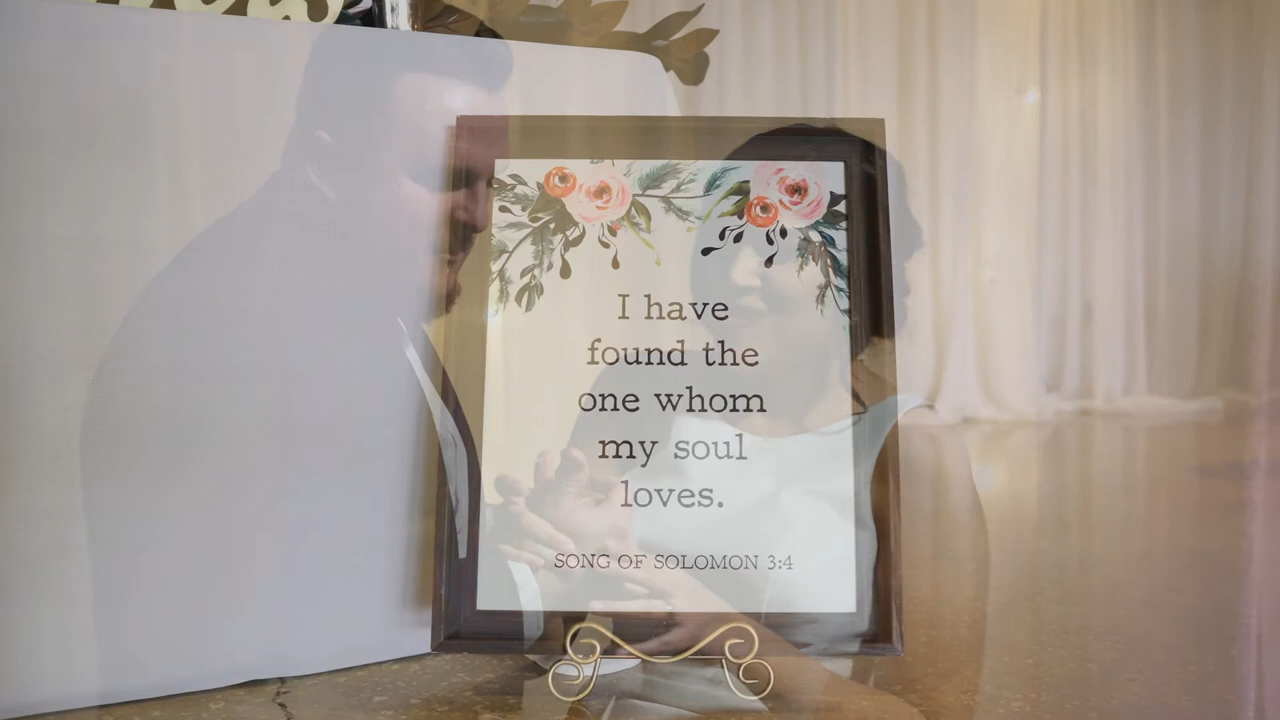 I have
found the
one whom
my soul
loves.
SONG OF SOLOMON 3:4